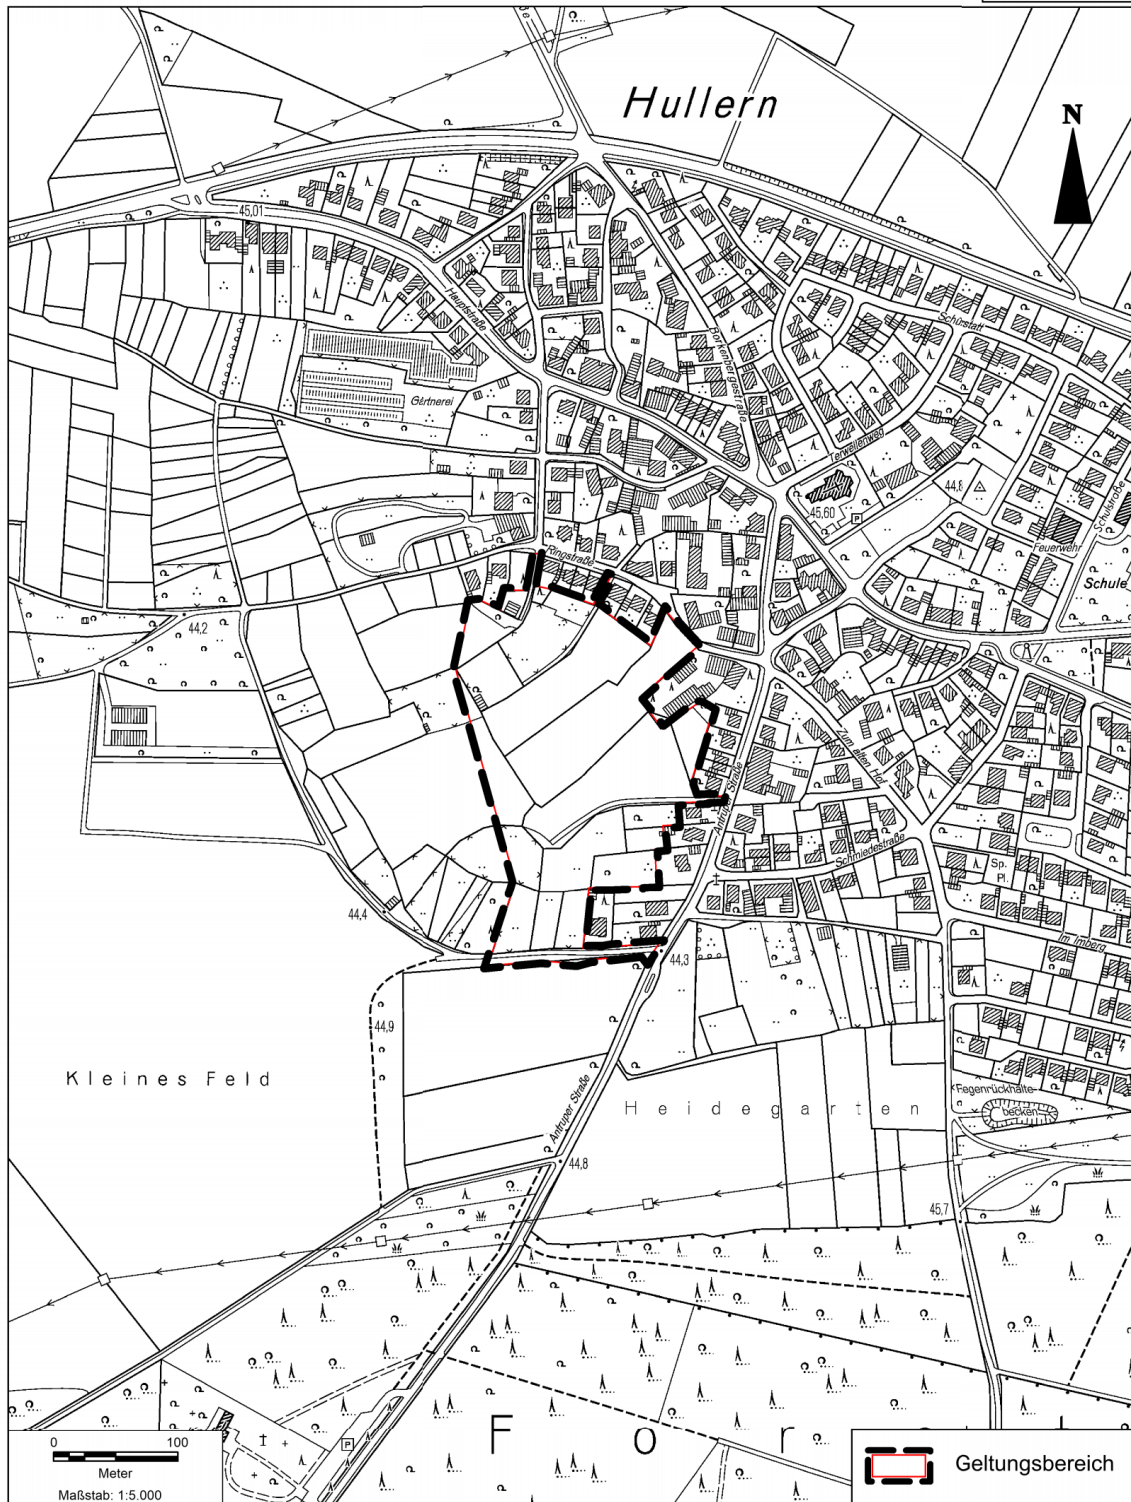 Hullern
N
45,01
Hauptstraße
Borkenbergestraße
Schürstatt
Gärtnerei
Terwellenweg
44,8
45,60
P
Schulstraße
Feuerwehr
Schule
Ringstraße
44,2
Zum alten Hof
Antruper Straße
Schmiedestraße
Sp.
Pl.
44,4
Im Imberg
44,3
44,9
Kleines Feld
Heidegarten
Regenrückhalte-
becken
Antruper Straße
44,8
45,7
P
0 100
Meter
Maßstab: 1:5.000
Geltungsbereich